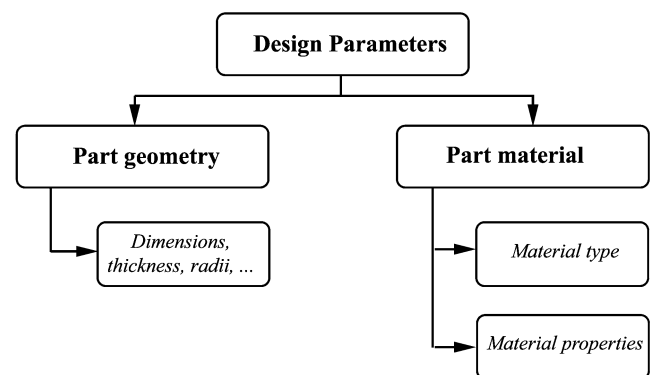 Design Parameters
Part geometry
Part material
Dimensions,
thickness, radii, ...
Material type
Material properties